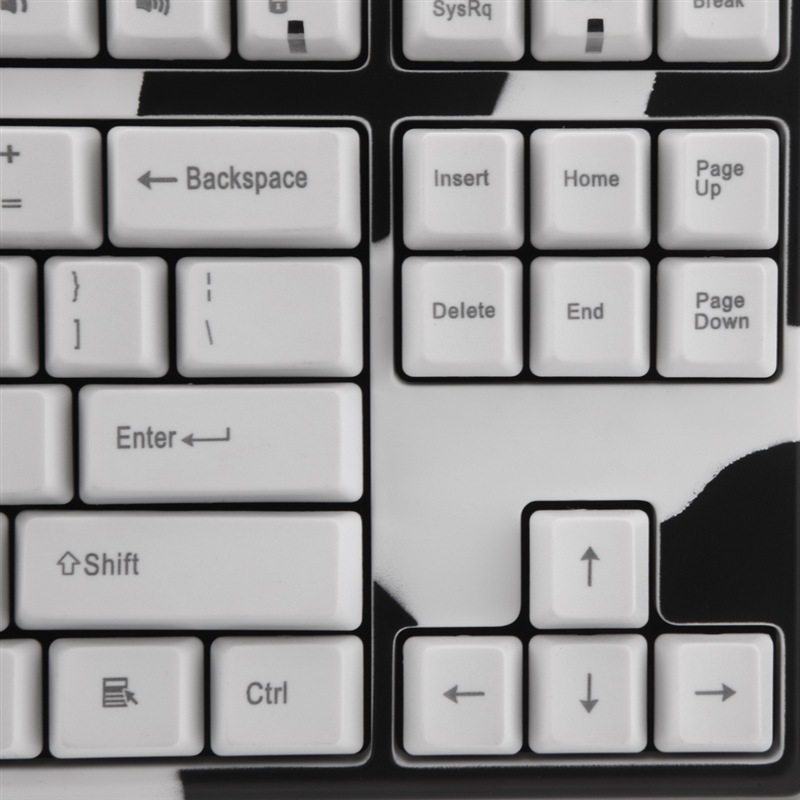 SysRq
Break
+
=
← Backspace
Insert
Home
Page
Up
}
]
¦
\
Delete
End
Page
Down
Enter ↵
⇧Shift
↑
Ctrl
←
↓
→